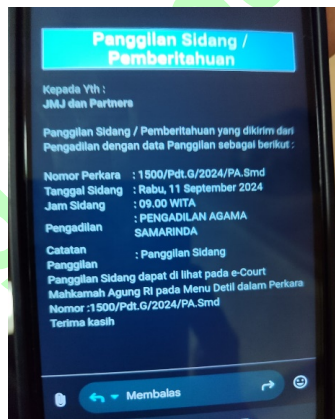 Panggilan Sidang /
Pemberitahuan
Kepada Yth :
JMJ dan Partners
Panggilan Sidang / Pemberitahuan yang dikirim dari
Pengadilan dengan data Panggilan sebagai berikut :
Nomor Perkara : 1500/Pdt.G/2024/PA.Smd
Tanggal Sidang : Rabu, 11 September 2024
Jam Sidang : 09.00 WITA
Pengadilan : PENGADILAN AGAMA
SAMARINDA
Catatan
Panggilan : Panggilan Sidang
Panggilan Sidang dapat di lihat pada e-Court
Mahkamah Agung RI pada Menu Detil dalam Perkara
Nomor :1500/Pdt.G/2024/PA.Smd
Terima kasih
Membalas